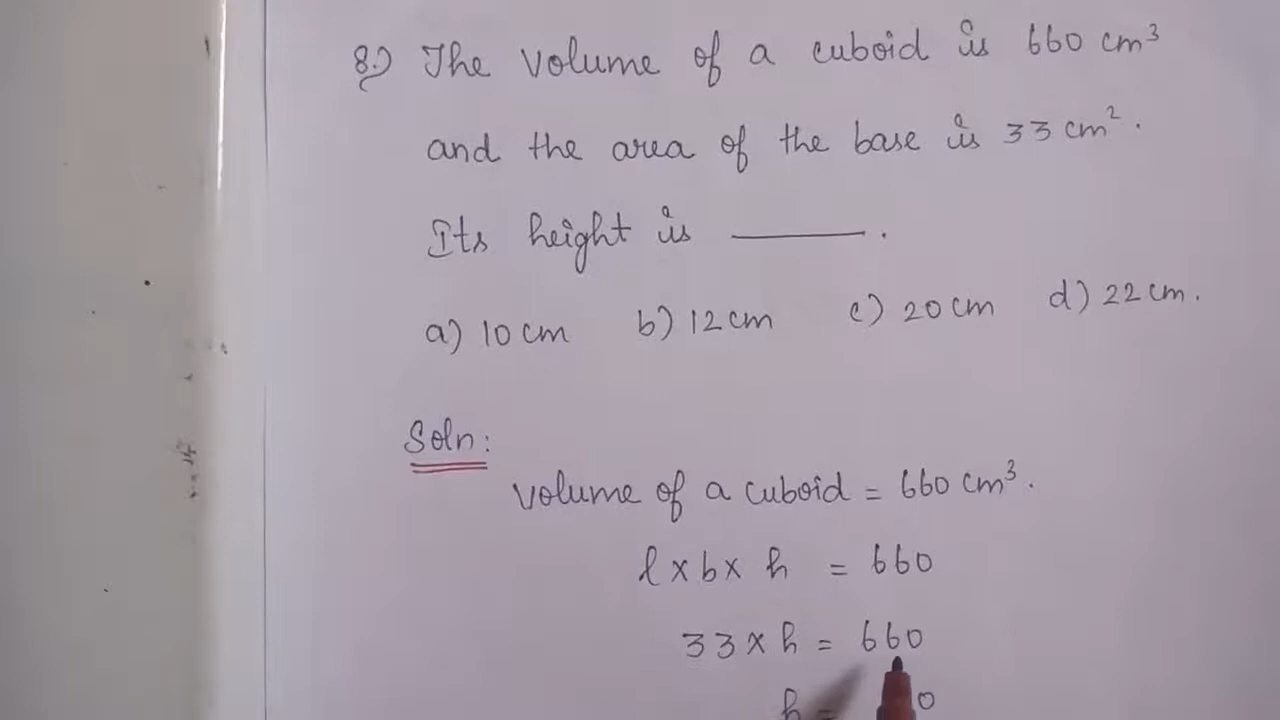 8.) The volume of a cuboid is 660 cm³
and the area of the base is 33 cm².
Its height is ———.
a) 10 cm b) 12 cm c) 20 cm d) 22 cm.
Soln:
Volume of a cuboid = 660 cm³.
l × b × h = 660
33 × h = 660
h =